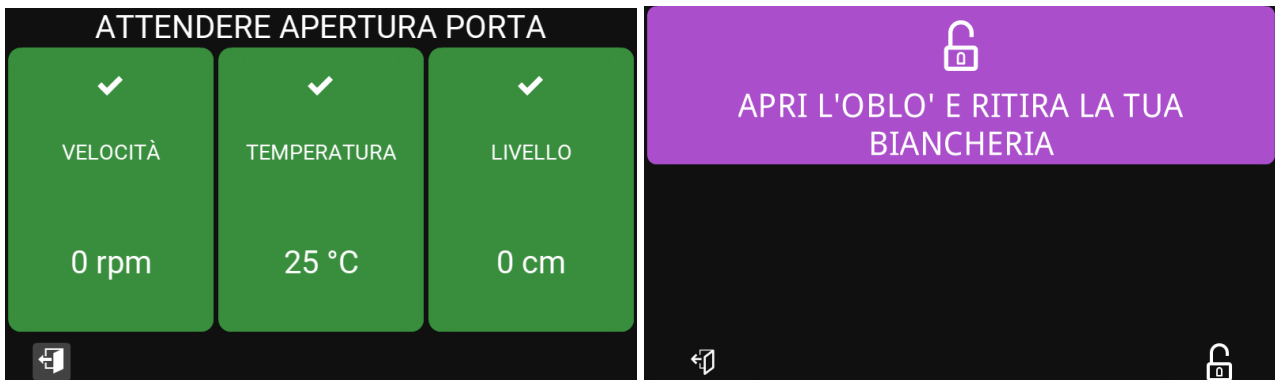 ATTENDERE APERTURA PORTA
VELOCITÀ
TEMPERATURA
LIVELLO
0 rpm
25 °C
0 cm
APRI L'OBLO' E RITIRA LA TUA
BIANCHERIA